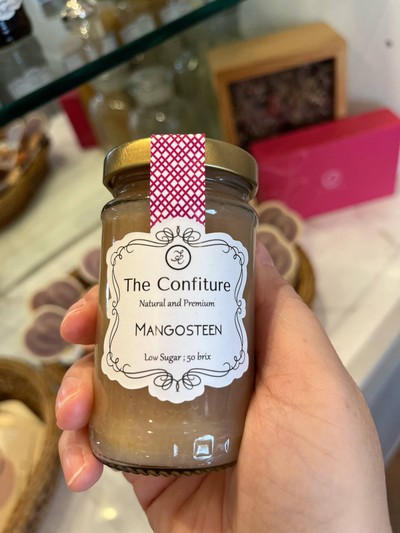 The Confiture
Natural and Premium
MANGOSTEEN
Low Sugar ; 50 brix